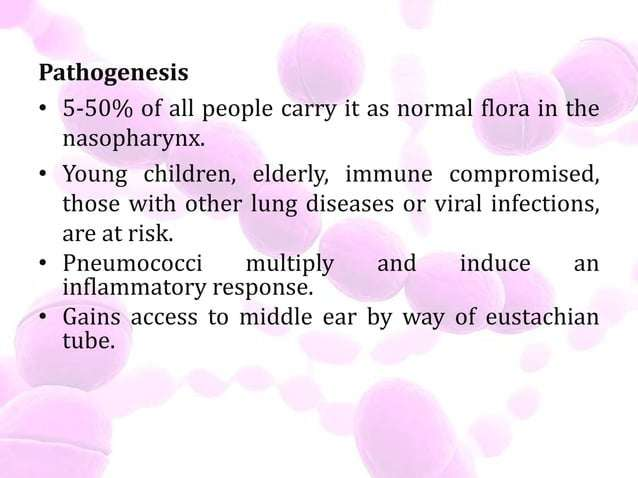 Pathogenesis
• 5-50% of all people carry it as normal flora in the
nasopharynx.
• Young children, elderly, immune compromised,
those with other lung diseases or viral infections,
are at risk.
• Pneumococci multiply and induce an
inflammatory response.
• Gains access to middle ear by way of eustachian
tube.